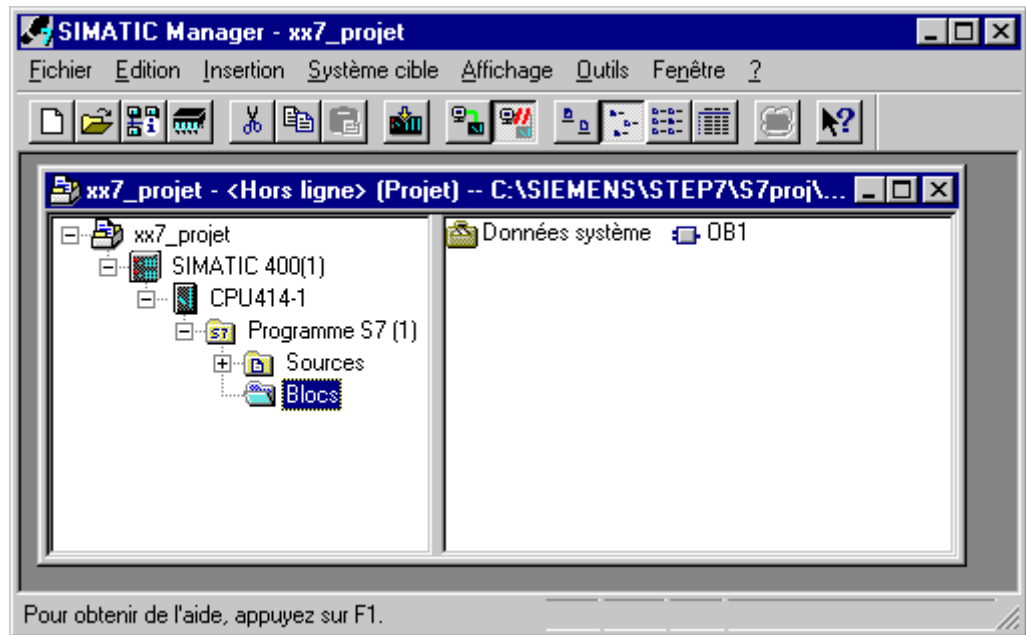 SIMATIC Manager - xx7_projet
Fichier Edition Insertion Système cible Affichage Outils Fenêtre ?
xx7_projet - <Hors ligne> (Projet) -- C:\SIEMENS\STEP7\S7proj\...
xx7_projet
SIMATIC 400(1)
CPU414-1
S7 Programme S7 (1)
Sources
Blocs
Données système OB1
Pour obtenir de l'aide, appuyez sur F1.